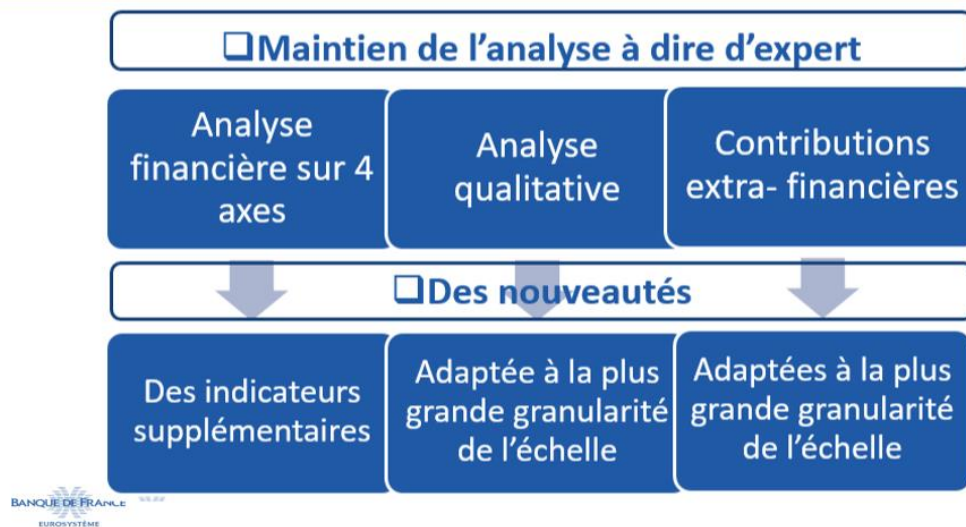 ❑Maintien de l’analyse à dire d’expert
Analyse
financière sur 4
axes
Analyse
qualitative
Contributions
extra- financières
❑Des nouveautés
Des indicateurs
supplémentaires
Adaptée à la plus
grande granularité
de l’échelle
Adaptées à la plus
grande granularité
de l’échelle
BANQUE DE FRANCE
EUROSYSTÈME